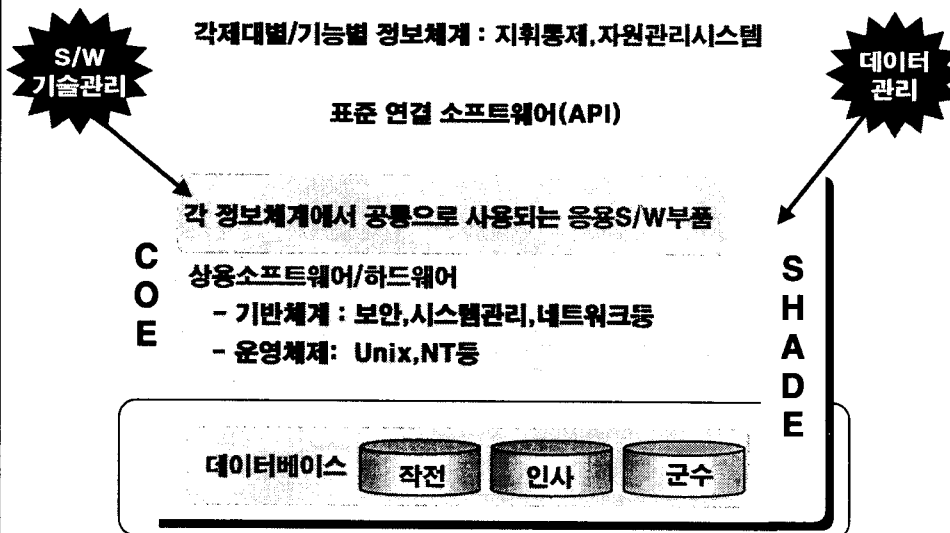 각제대별/기능별 정보체계 : 지휘통제,자원관리시스템
S/W
기술관리
데이터
관리
표준 연결 소프트웨어(API)
각 정보체계에서 공통으로 사용되는 응용S/W부품
COE
상용소프트웨어/하드웨어
- 기반체계 : 보안,시스템관리,네트워크등
- 운영체제: Unix,NT등
SHADE
데이터베이스
작전
인사
군수